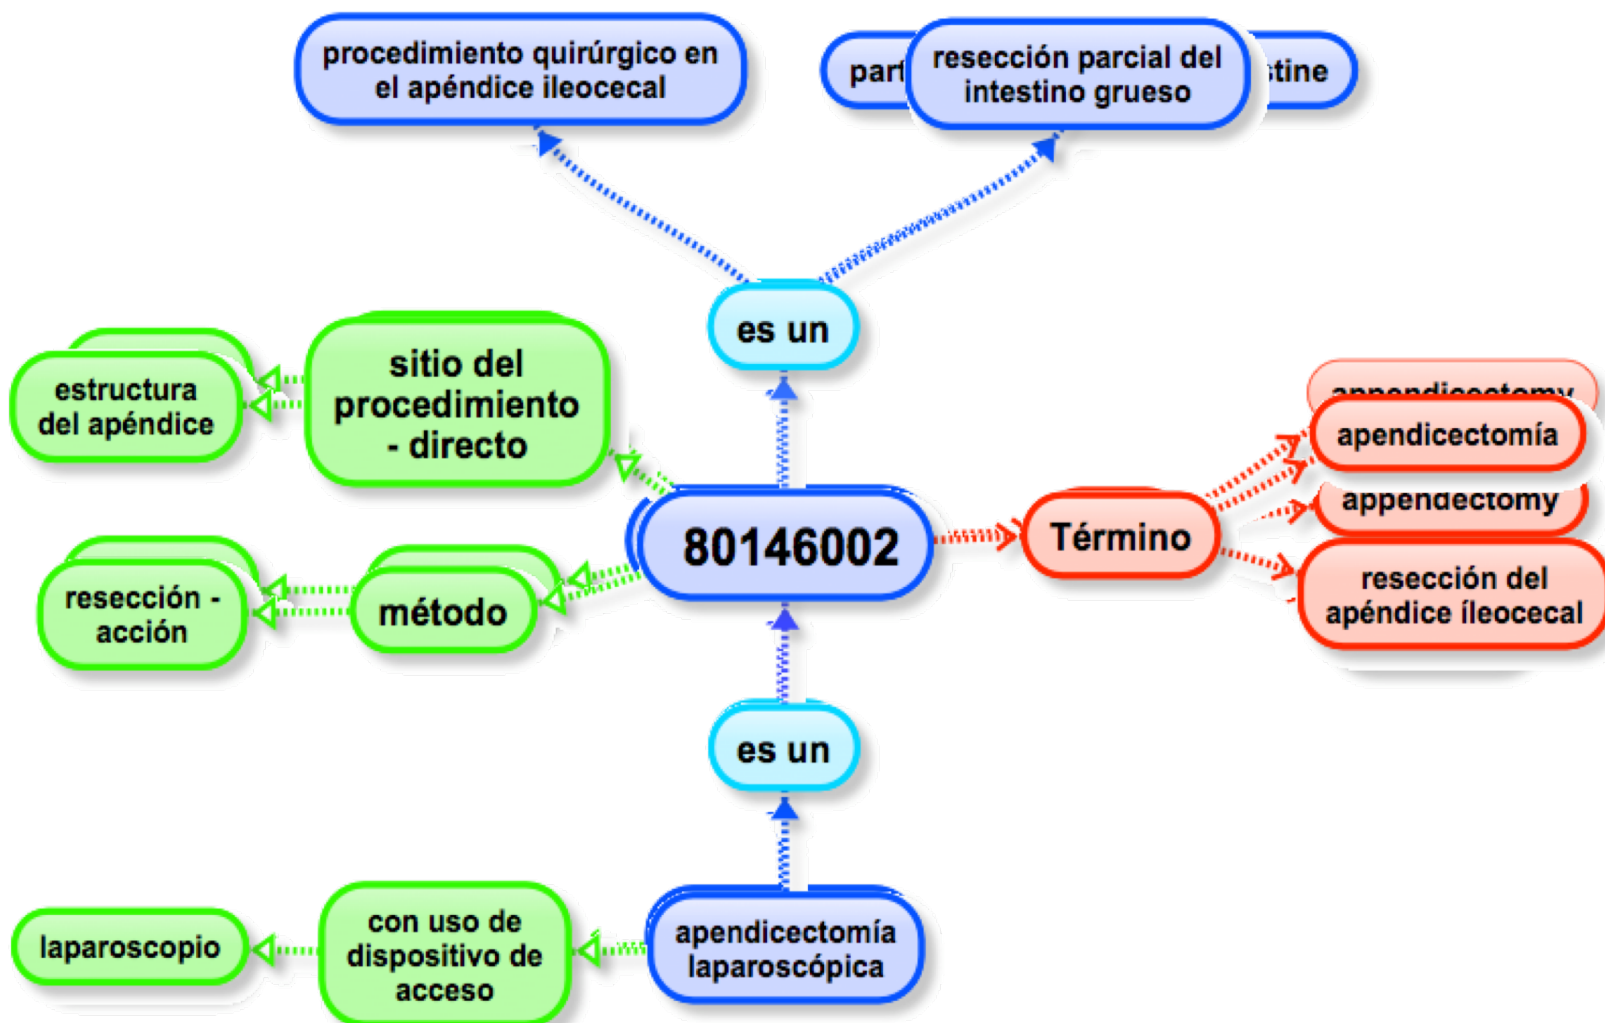 procedimiento quirúrgico en
el apéndice ileocecal
resección parcial del
intestino grueso
es un
sitio del
procedimiento
- directo
estructura
del apéndice
appendicectomy
apendicectomía
appendectomy
resección del
apéndice íleocecal
Término
80146002
método
resección -
acción
es un
apendicectomía
laparoscópica
con uso de
dispositivo de
acceso
laparoscopio